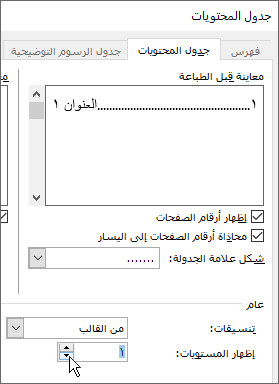 جدول المحتويات
فهرس جدول المحتويات جدول الرسوم التوضيحية
معاينة قبل الطباعة
العنوان ١.......................................................١
إظهار أرقام الصفحات
محاذاة أرقام الصفحات إلى اليسار
شكل علامة الجدولة: .......
عام
تنسيقات: من القالب
إظهار المستويات: ١